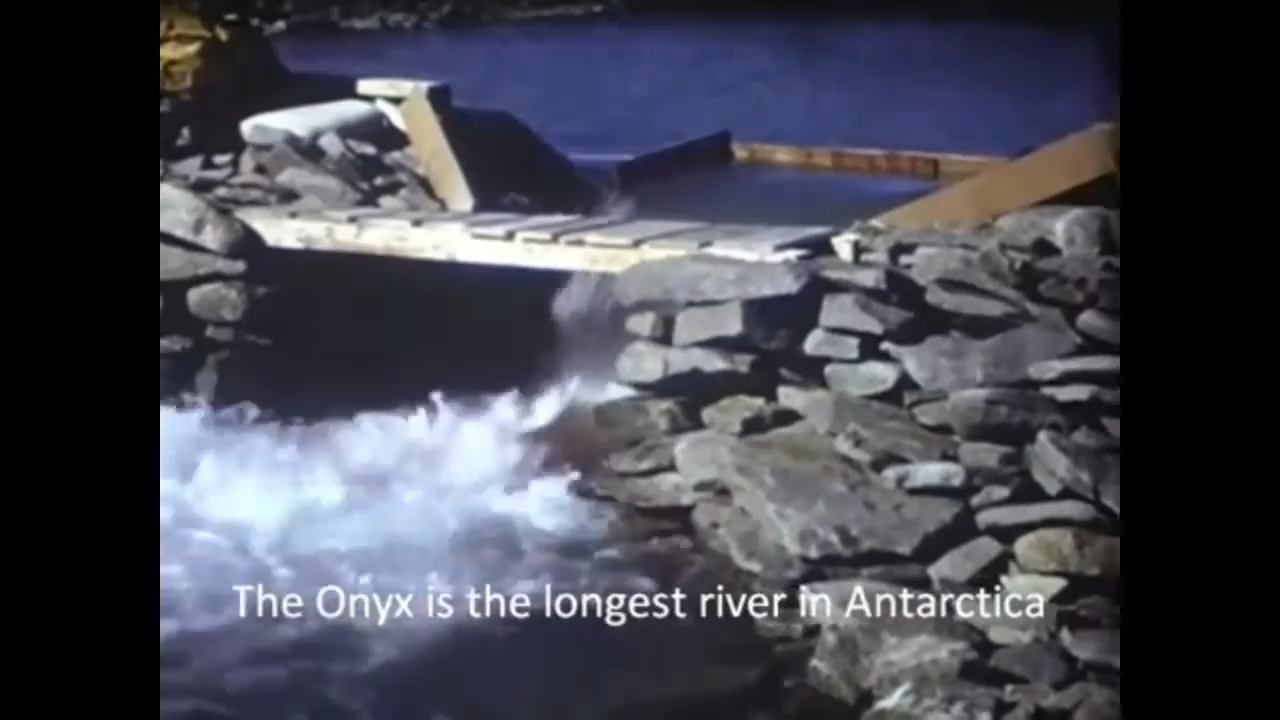 The Onyx is the longest river in Antarctica